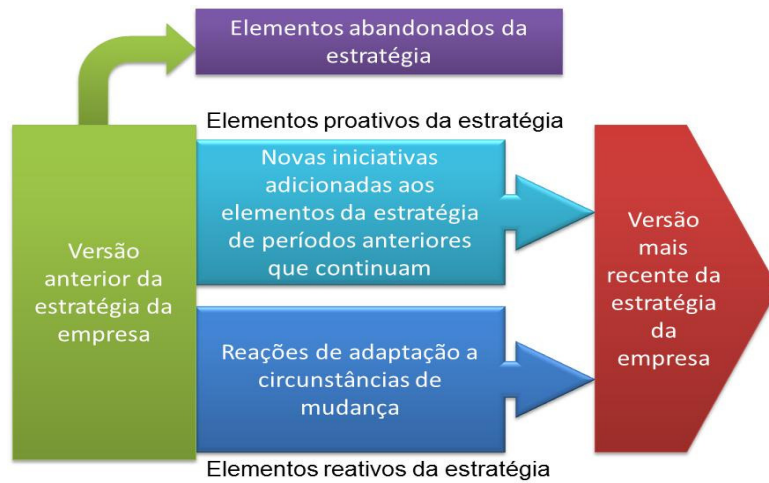 Elementos abandonados da
estratégia
Elementos proativos da estratégia
Novas iniciativas
adicionadas aos
elementos da estratégia
de períodos anteriores
que continuam
Versão
anterior da
estratégia da
empresa
Versão
mais
recente da
estratégia
da
empresa
Reações de adaptação a
circunstâncias de
mudança
Elementos reativos da estratégia